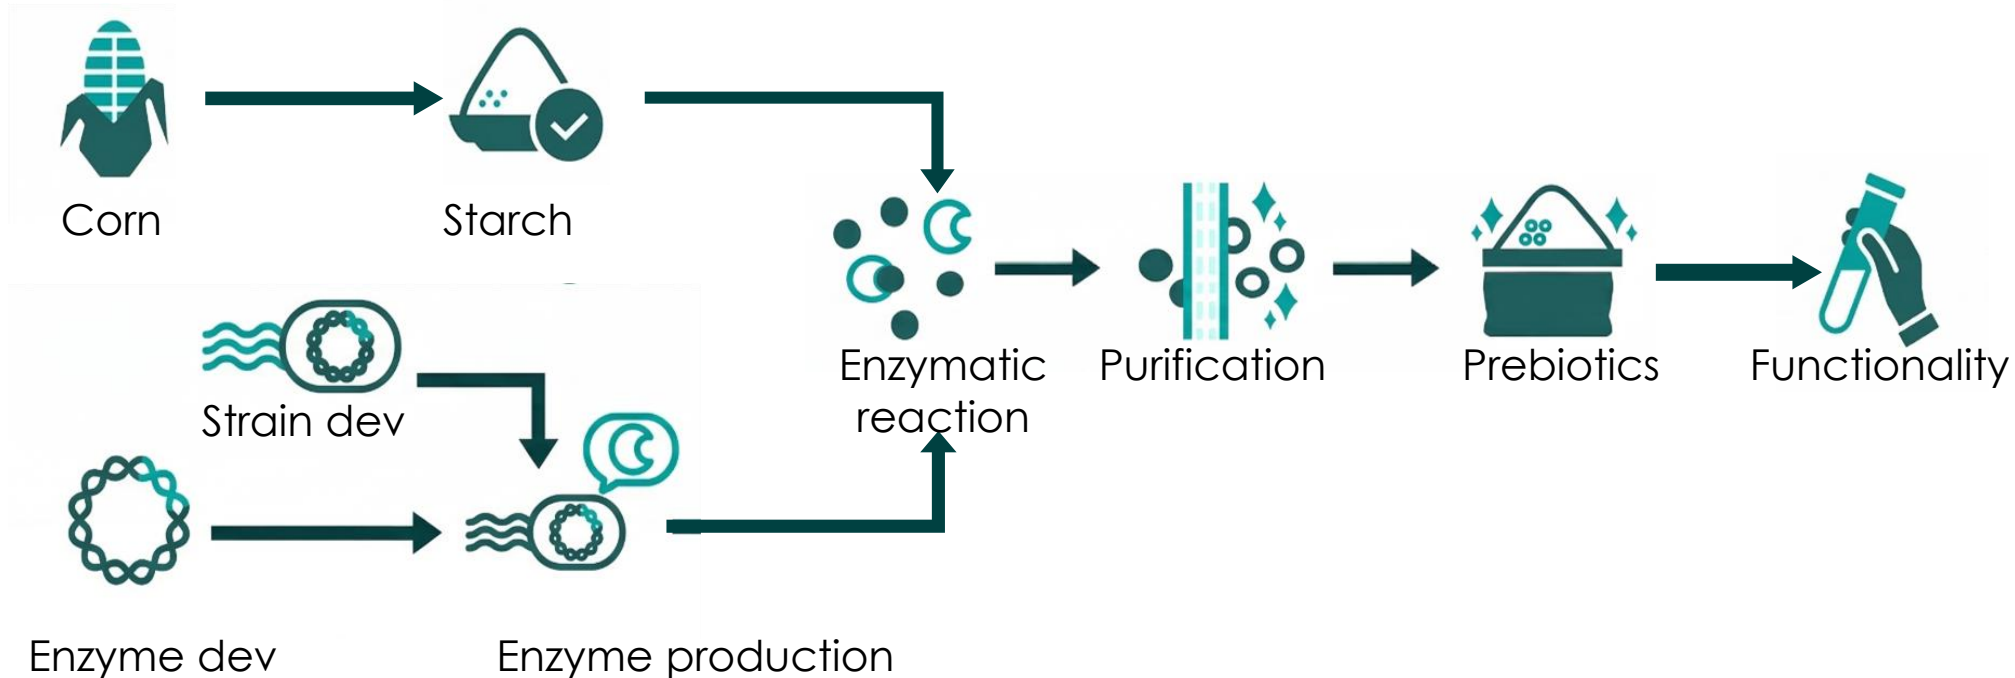 Corn
Starch
Enzymatic
reaction
Purification
Prebiotics
Functionality
Strain dev
Enzyme dev
Enzyme production